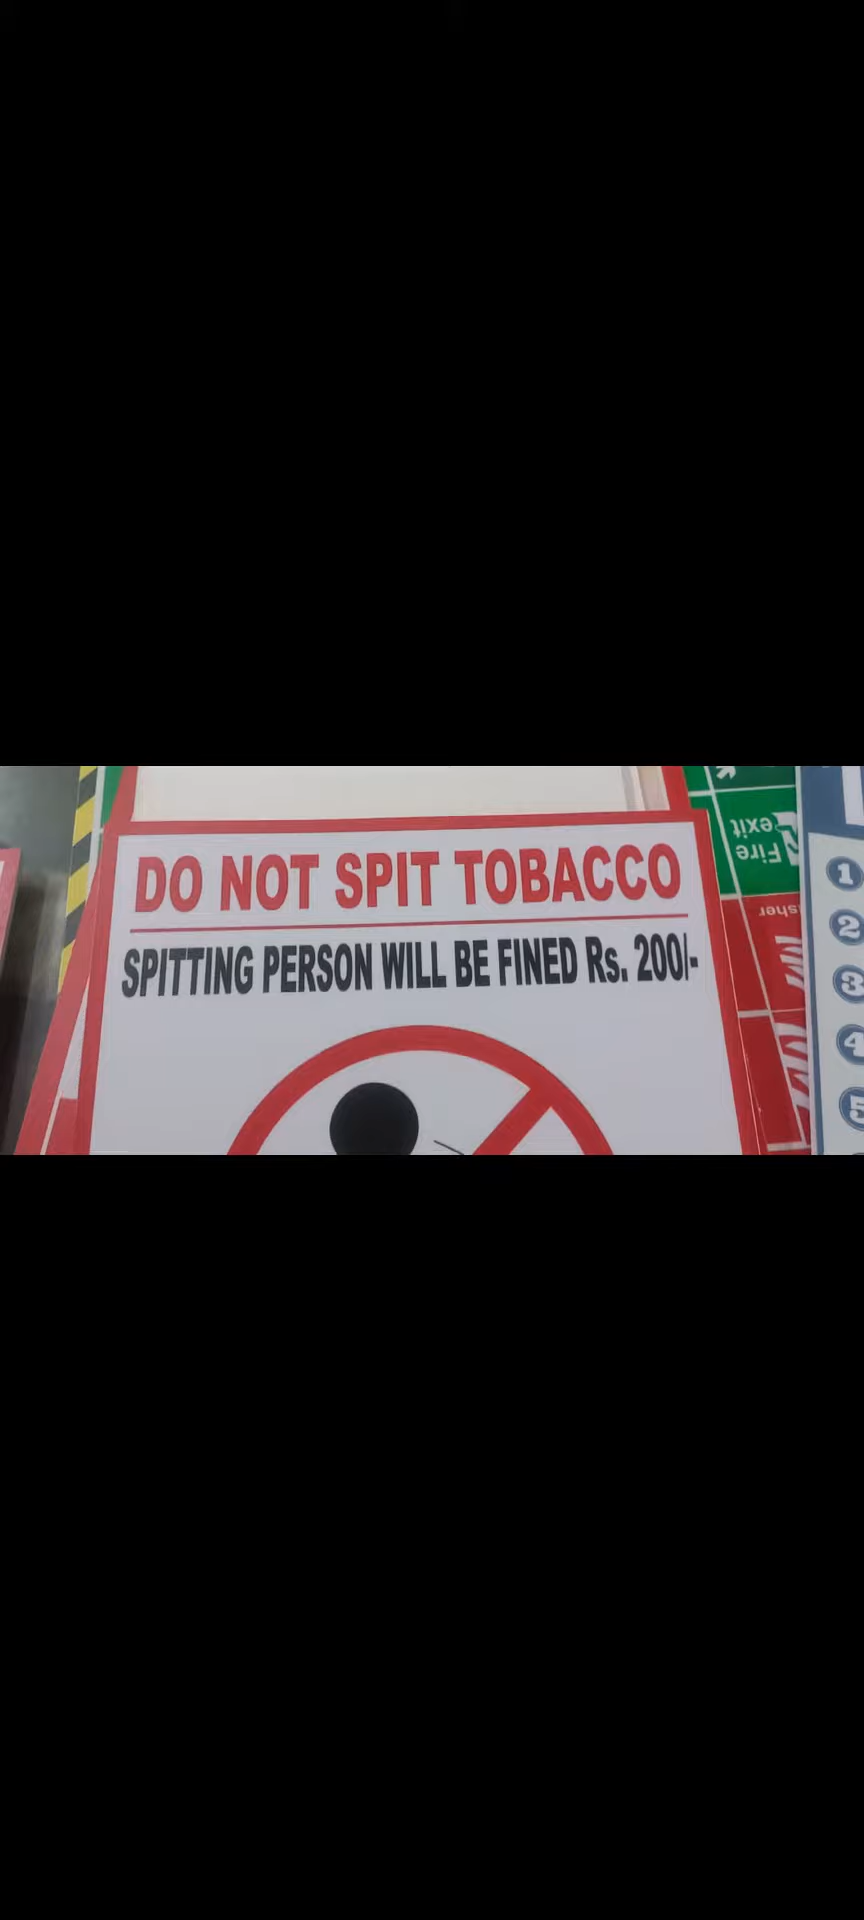 DO NOT SPIT TOBACCO
SPITTING PERSON WILL BE FINED Rs. 200/-
Fire
exit
1
2
3
4
5